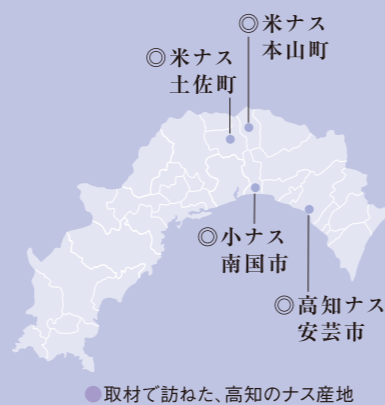 ◎米ナス
本山町
◎米ナス
土佐町
◎小ナス
南国市
◎高知ナス
安芸市
●取材で訪ねた、高知のナス産地